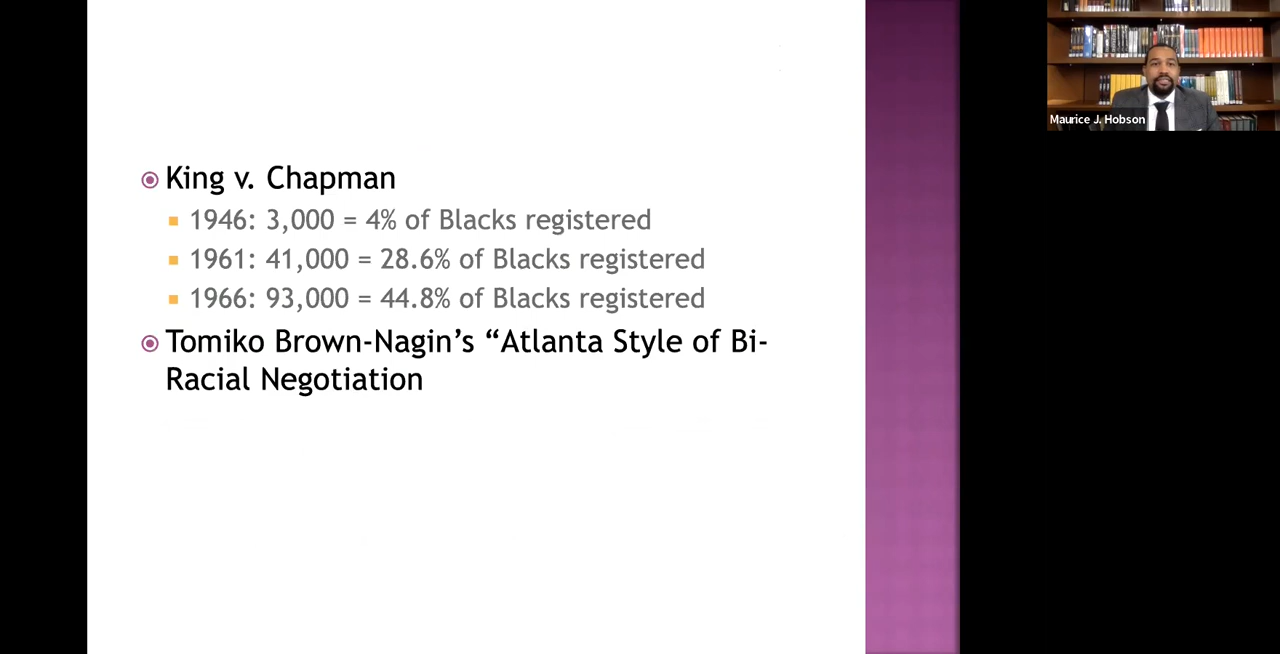 King v. Chapman
1946: 3,000 = 4% of Blacks registered
1961: 41,000 = 28.6% of Blacks registered
1966: 93,000 = 44.8% of Blacks registered
Tomiko Brown-Nagin’s “Atlanta Style of Bi-
Racial Negotiation
Maurice J. Hobson